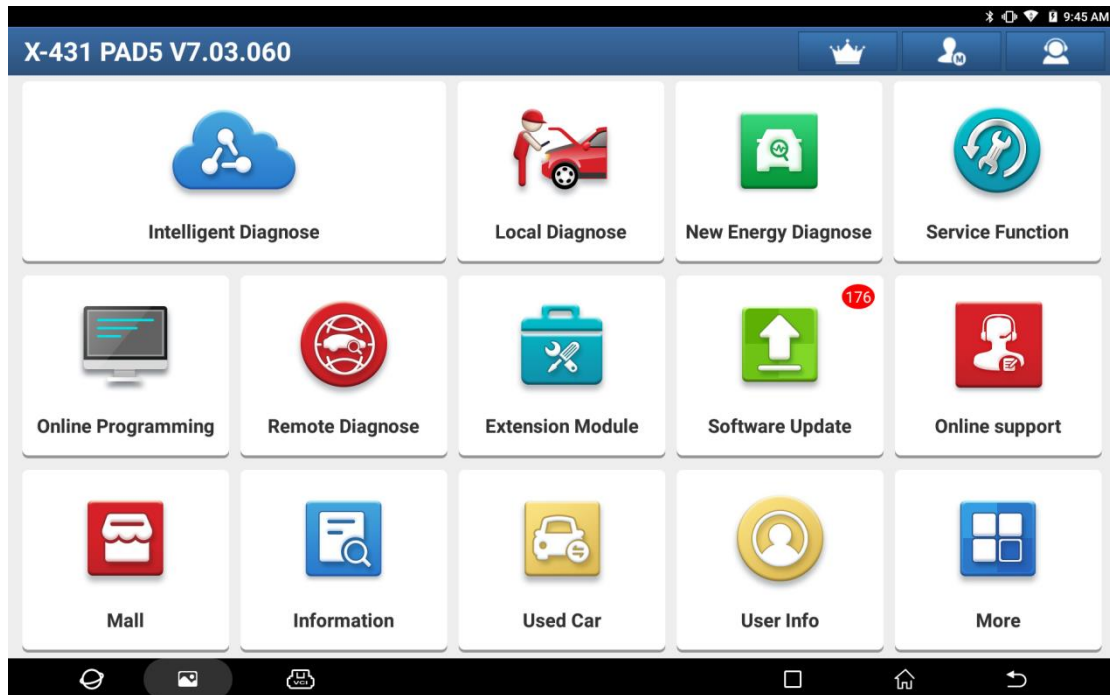 9:45 AM
X-431 PAD5 V7.03.060
M
Intelligent Diagnose
Local Diagnose
New Energy Diagnose
Service Function
176
Online Programming
Remote Diagnose
Extension Module
Software Update
Online support
Mall
Information
Used Car
User Info
More
VCI